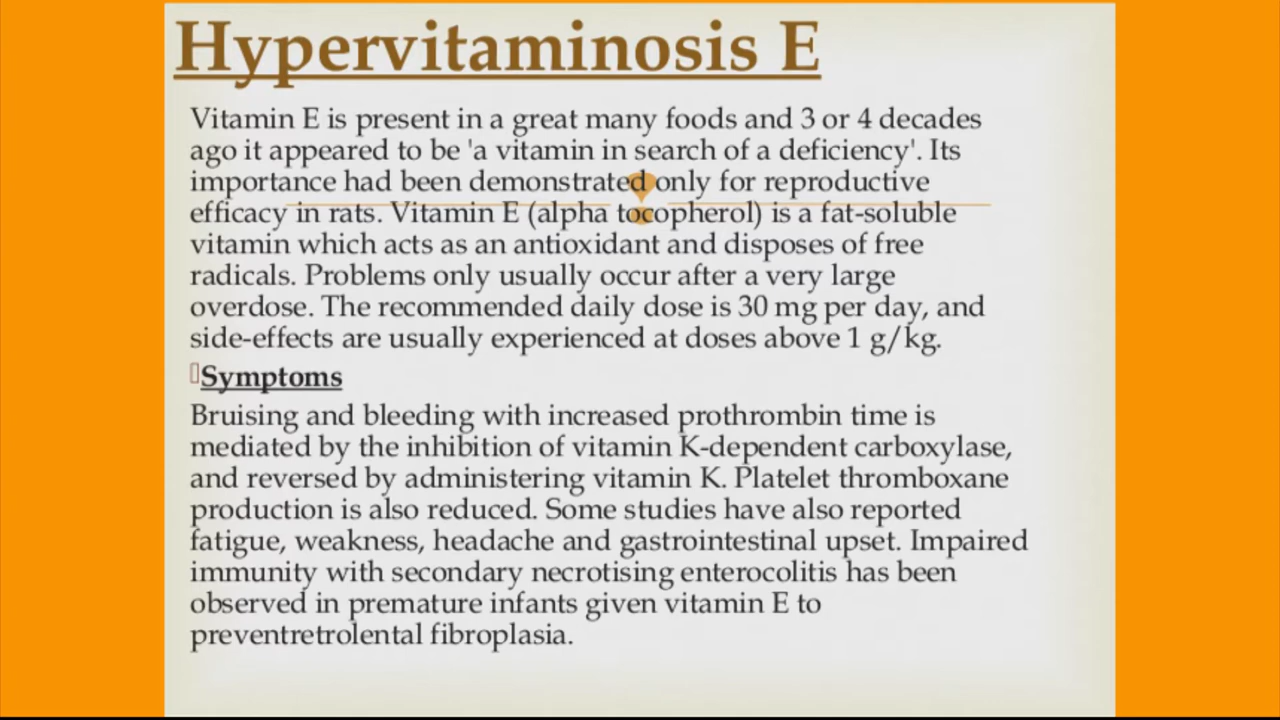 Hypervitaminosis E
Vitamin E is present in a great many foods and 3 or 4 decades
ago it appeared to be 'a vitamin in search of a deficiency'. Its
importance had been demonstrated only for reproductive
efficacy in rats. Vitamin E (alpha tocopherol) is a fat-soluble
vitamin which acts as an antioxidant and disposes of free
radicals. Problems only usually occur after a very large
overdose. The recommended daily dose is 30 mg per day, and
side-effects are usually experienced at doses above 1 g/kg.
Symptoms
Bruising and bleeding with increased prothrombin time is
mediated by the inhibition of vitamin K-dependent carboxylase,
and reversed by administering vitamin K. Platelet thromboxane
production is also reduced. Some studies have also reported
fatigue, weakness, headache and gastrointestinal upset. Impaired
immunity with secondary necrotising enterocolitis has been
observed in premature infants given vitamin E to
preventretrolental fibroplasia.